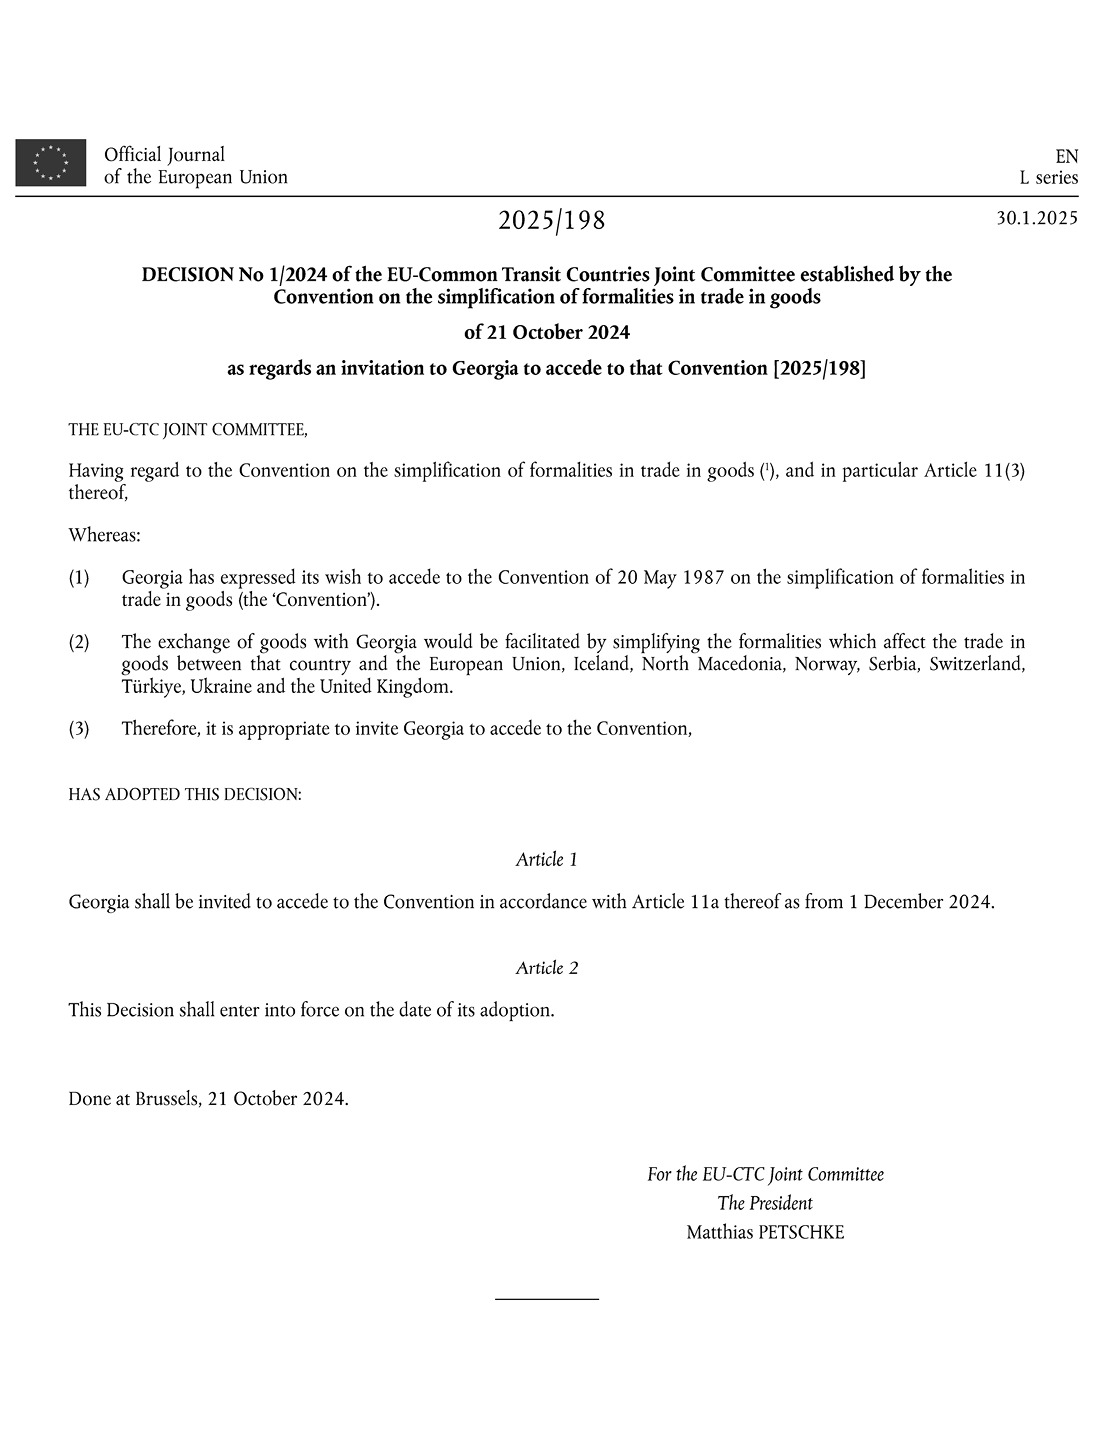 Official Journal
of the European Union
EN
L series
2025/198
30.1.2025
DECISION No 1/2024 of the EU-Common Transit Countries Joint Committee established by the
Convention on the simplification of formalities in trade in goods
of 21 October 2024
as regards an invitation to Georgia to accede to that Convention [2025/198]
THE EU-CTC JOINT COMMITTEE,
Having regard to the Convention on the simplification of formalities in trade in goods (¹), and in particular Article 11(3)
thereof,
Whereas:
(1) Georgia has expressed its wish to accede to the Convention of 20 May 1987 on the simplification of formalities in
trade in goods (the ‘Convention’).
(2) The exchange of goods with Georgia would be facilitated by simplifying the formalities which affect the trade in
goods between that country and the European Union, Iceland, North Macedonia, Norway, Serbia, Switzerland,
Türkiye, Ukraine and the United Kingdom.
(3) Therefore, it is appropriate to invite Georgia to accede to the Convention,
HAS ADOPTED THIS DECISION:
Article 1
Georgia shall be invited to accede to the Convention in accordance with Article 11a thereof as from 1 December 2024.
Article 2
This Decision shall enter into force on the date of its adoption.
Done at Brussels, 21 October 2024.
For the EU-CTC Joint Committee
The President
Matthias PETSCHKE